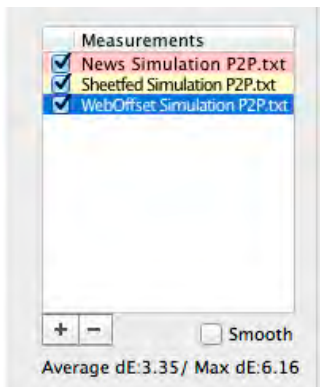 Measurements
News Simulation P2P.txt
Sheetfed Simulation P2P.txt
WebOffset Simulation P2P.txt
+ −
Smooth
Average dE:3.35/ Max dE:6.16